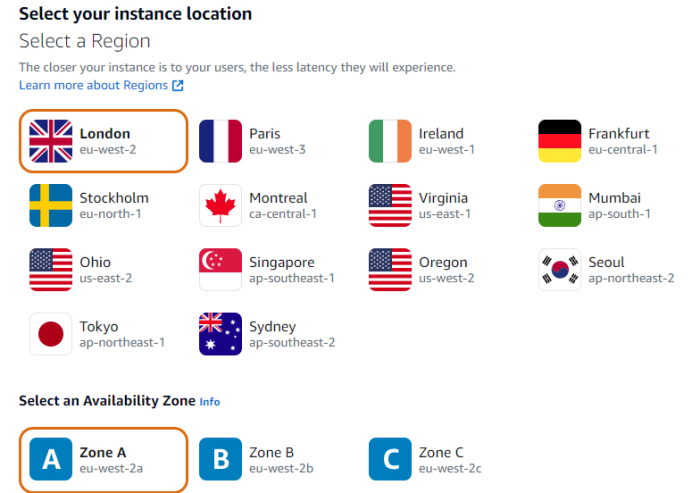 Select your instance location
Select a Region
The closer your instance is to your users, the less latency they will experience.
Learn more about Regions
London
eu-west-2
Paris
eu-west-3
Ireland
eu-west-1
Frankfurt
eu-central-1
Stockholm
eu-north-1
Montreal
ca-central-1
Virginia
us-east-1
Mumbai
ap-south-1
Ohio
us-east-2
Singapore
ap-southeast-1
Oregon
us-west-2
Seoul
ap-northeast-2
Tokyo
ap-northeast-1
Sydney
ap-southeast-2
Select an Availability Zone Info
A
Zone A
eu-west-2a
B
Zone B
eu-west-2b
C
Zone C
eu-west-2c